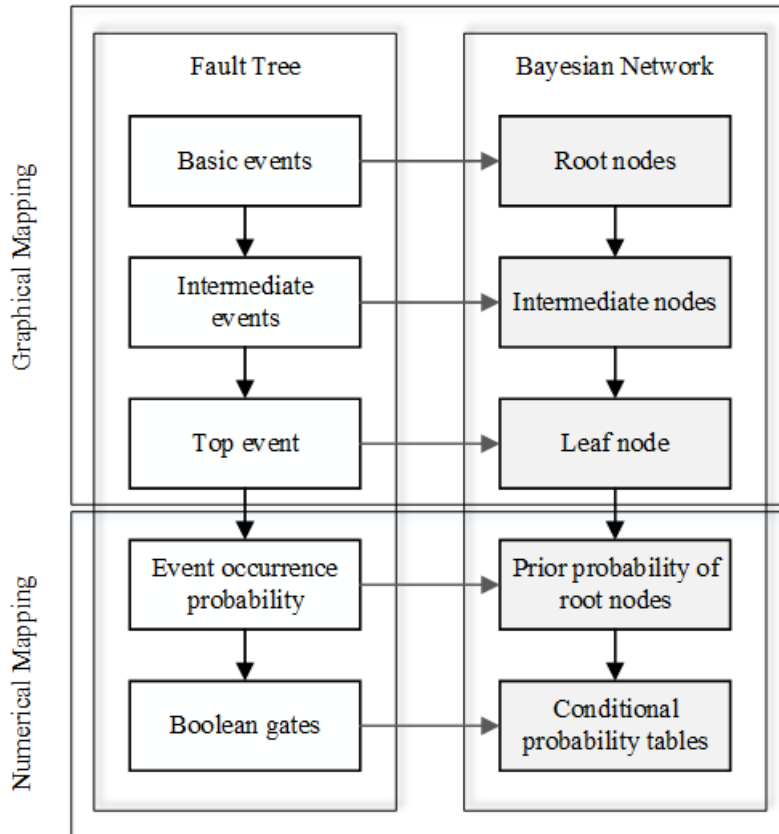 Fault Tree
Bayesian Network
Graphical Mapping
Basic events
Root nodes
Intermediate
events
Intermediate nodes
Top event
Leaf node
Numerical Mapping
Event occurrence
probability
Prior probability of
root nodes
Boolean gates
Conditional
probability tables